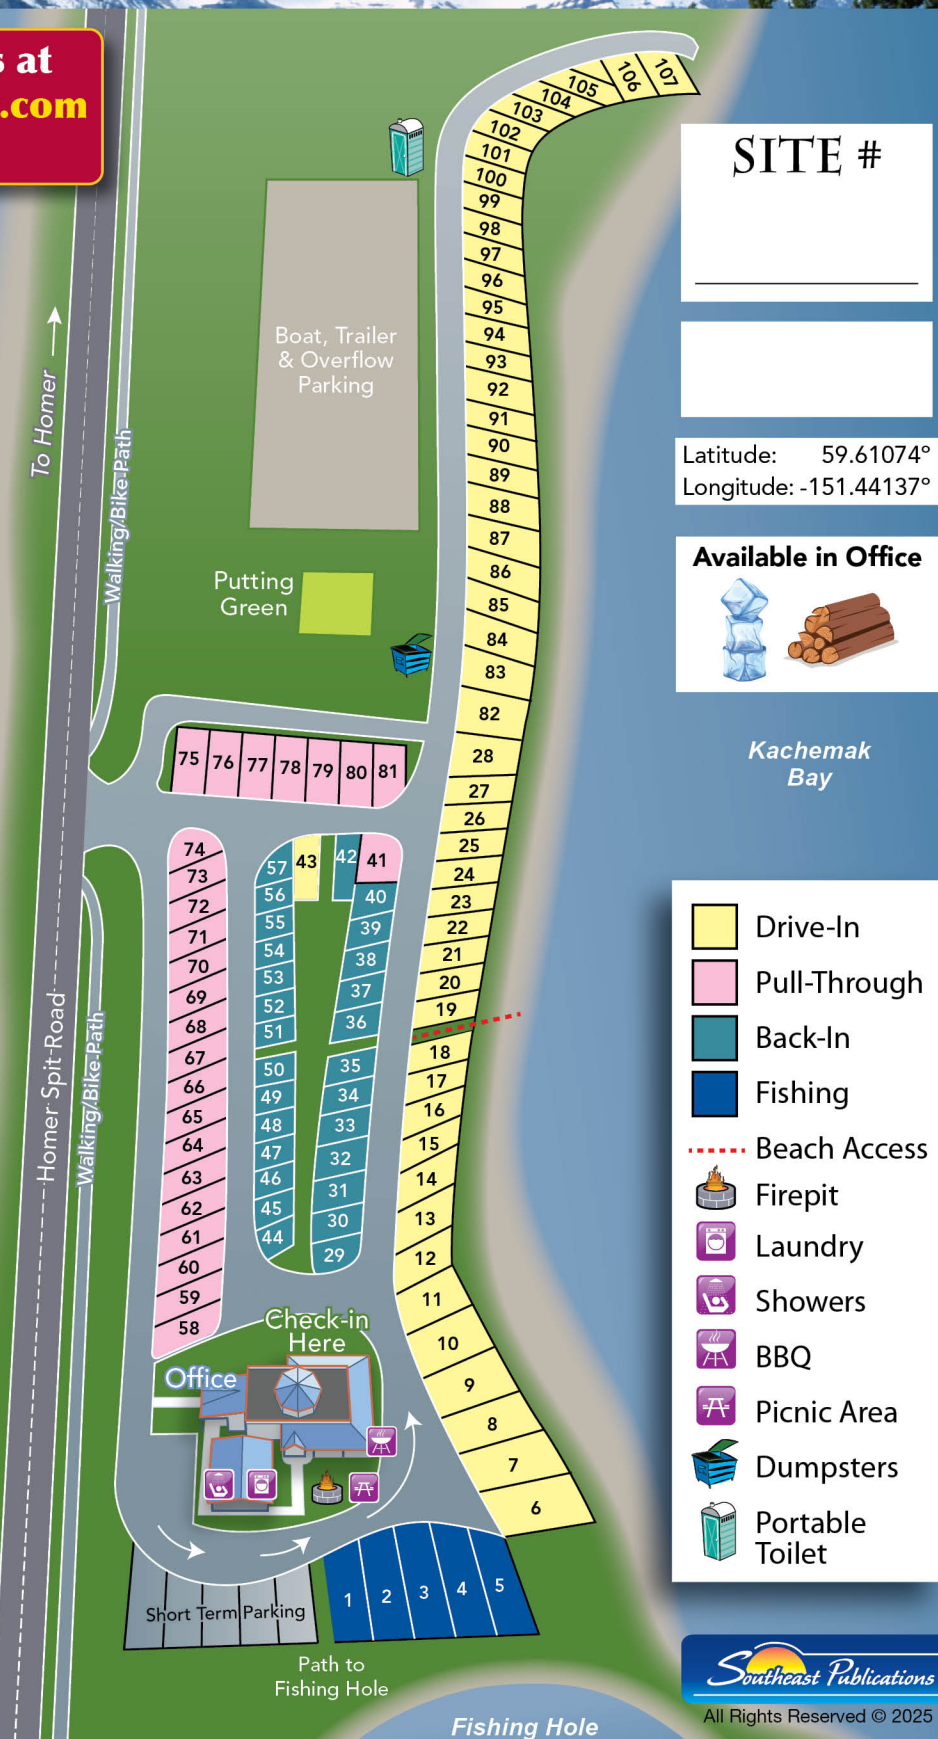 s at
.com
SITE #
Latitude: 59.61074º
Longitude: -151.44137º
Available in Office
Kachemak
Bay
To Homer
Walking/Bike Path
Boat, Trailer
& Overflow
Parking
Putting
Green
107
106
105
104
103
102
101
100
99
98
97
96
95
94
93
92
91
90
89
88
87
86
85
84
83
82
28
27
26
25
24
23
22
21
20
19
18
17
16
15
14
13
12
11
10
9
8
7
6
75 76 77 78 79 80 81
74
73
72
71
70
69
68
67
66
65
64
63
62
61
60
59
58
57
56
55
54
53
52
51
50
49
48
47
46
45
44
43
42
41
40
39
38
37
36
35
34
33
32
31
30
29
Homer Spit Road
Walking/Bike Path
Check-in
Here
Office
1 2 3 4 5
Short Term Parking
Path to
Fishing Hole
Fishing Hole
Drive-In
Pull-Through
Back-In
Fishing
Beach Access
Firepit
Laundry
Showers
BBQ
Picnic Area
Dumpsters
Portable
Toilet
Southeast Publications
All Rights Reserved © 2025